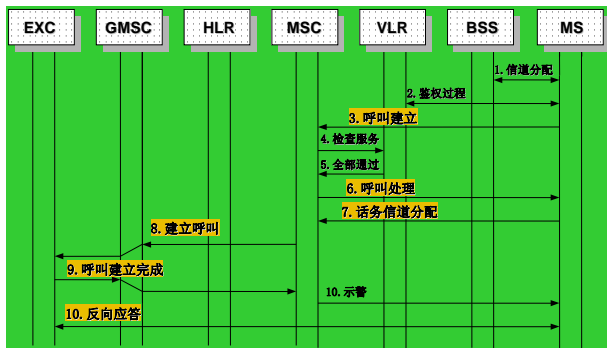 EXC GMSC HLR MSC VLR BSS MS
1.信道分配
2.鉴权过程
3.呼叫建立
4.检查服务
5.全部通过
6.呼叫处理
7.话务信道分配
8.建立呼叫
9.呼叫建立完成
10.示警
10.反向应答